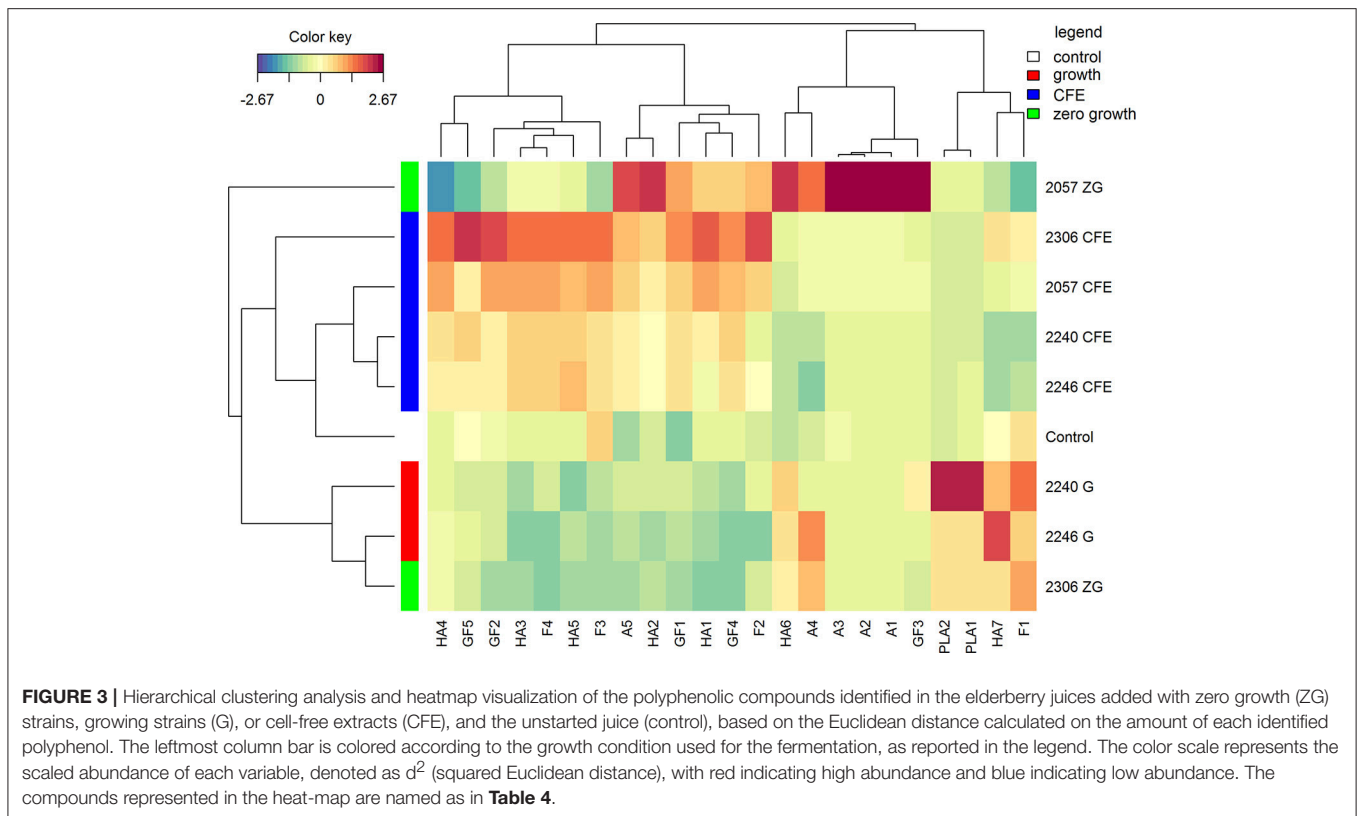 Color key
-2.67 0 2.67
legend
control
growth
CFE
zero growth
2057 ZG
2306 CFE
2057 CFE
2240 CFE
2246 CFE
Control
2240 G
2246 G
2306 ZG
HA4 GF5 GF2 HA3 F4 HA5 F3 A5 HA2 GF1 HA1 GF4 F2 HA6 A4 A3 A2 A1 GF3 PLA2 PLA1 HA7 F1
FIGURE 3 | Hierarchical clustering analysis and heatmap visualization of the polyphenolic compounds identified in the elderberry juices added with zero growth (ZG)
strains, growing strains (G), or cell-free extracts (CFE), and the unstarted juice (control), based on the Euclidean distance calculated on the amount of each identified
polyphenol. The leftmost column bar is colored according to the growth condition used for the fermentation, as reported in the legend. The color scale represents the
scaled abundance of each variable, denoted as d² (squared Euclidean distance), with red indicating high abundance and blue indicating low abundance. The
compounds represented in the heat-map are named as in Table 4.